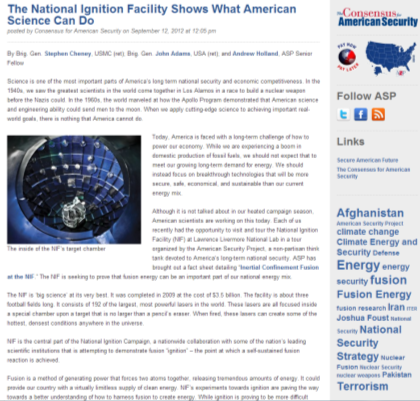 The National Ignition Facility Shows What American
Science Can Do
posted by Consensus for American Security on September 12, 2012 at 12:05 pm
By Brig. Gen. Stephen Cheney, USMC (ret); Brig. Gen. John Adams, USA (ret); and Andrew Holland, ASP Senior
Fellow
Science is one of the most important parts of America's long term national security and economic competitiveness. In the
1940s, we saw the greatest scientists in the world come together in Los Alamos in a race to build a nuclear weapon
before the Nazis could. In the 1960s, the world marveled at how the Apollo Program demonstrated that American science
and engineering ability could send men to the moon. When we apply cutting-edge science to achieving important real-
world goals, there is nothing that America cannot do.
Today, America is faced with a long-term challenge of how to
power our economy. While we are experiencing a boom in
domestic production of fossil fuels, we should not expect that to
meet our growing long-term demand for energy. We should
instead focus on breakthrough technologies that will be more
secure, safe, economical, and sustainable than our current
energy mix.
Although it is not talked about in our heated campaign season,
American scientists are working on this today. Each of us
recently had the opportunity to visit and tour the National Ignition
Facility (NIF) at Lawrence Livermore National Lab in a tour
organized by the American Security Project, a non-partisan think
tank devoted to America's long-term national security. ASP has
brought out a fact sheet detailing "Inertial Confinement Fusion
The inside of the NIF's target chamber
at the NIF." The NIF is seeking to prove that fusion energy can be an important part of our national energy mix.
The NIF is 'big science' at its very best. It was completed in 2009 at the cost of $3.5 billion. The facility is about three
football fields long. It consists of 192 of the largest, most powerful lasers in the world. These lasers are all focused inside
a special chamber upon a target that is no larger than a pencil's eraser. When fired, these lasers can create some of the
hottest, densest conditions anywhere in the universe.
NIF is the central part of the National Ignition Campaign, a nationwide collaboration with some of the nation's leading
scientific institutions that is attempting to demonstrate fusion "ignition" – the point at which a self-sustained fusion
reaction is achieved.
Fusion is a method of generating power that forces two atoms together, releasing tremendous amounts of energy. It could
provide our country with a virtually limitless supply of clean energy. NIF's experiments towards ignition are paving the way
towards a better understanding of how to harness fusion to create energy. While ignition is proving to be more difficult
The Consensus for
American Security
PAY NOW
PAY LATER
Follow ASP
Links
Secure American Future
The Consensus for American
Security
Afghanistan
American Security Project
climate change
Climate Energy and
Security Defense
Energy energy
security fusion
Fusion Energy
fusion research Iran
Joshua Foust National
Security National
Security
Strategy Nuclear
Fusion Nuclear Security
nuclear weapons Pakistan
Terrorism